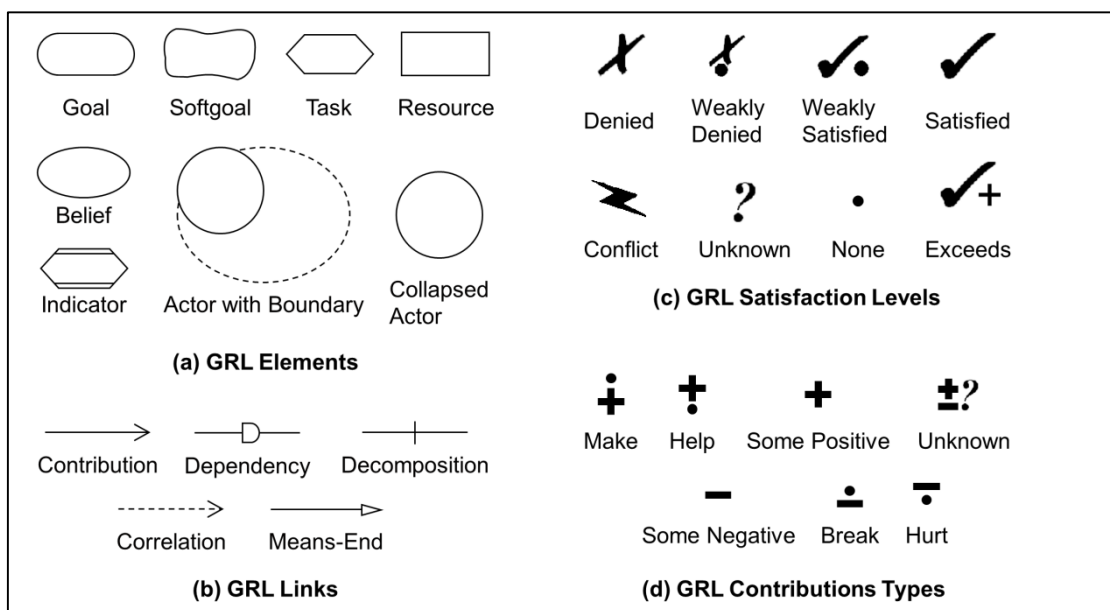 Goal Softgoal Task Resource
Belief
Indicator Actor with Boundary Collapsed
Actor
(a) GRL Elements
Contribution Dependency Decomposition
Correlation Means-End
(b) GRL Links
Denied Weakly
Denied Weakly
Satisfied Satisfied
?
Conflict Unknown None Exceeds
(c) GRL Satisfaction Levels
?
Make Help Some Positive Unknown
Some Negative Break Hurt
(d) GRL Contributions Types